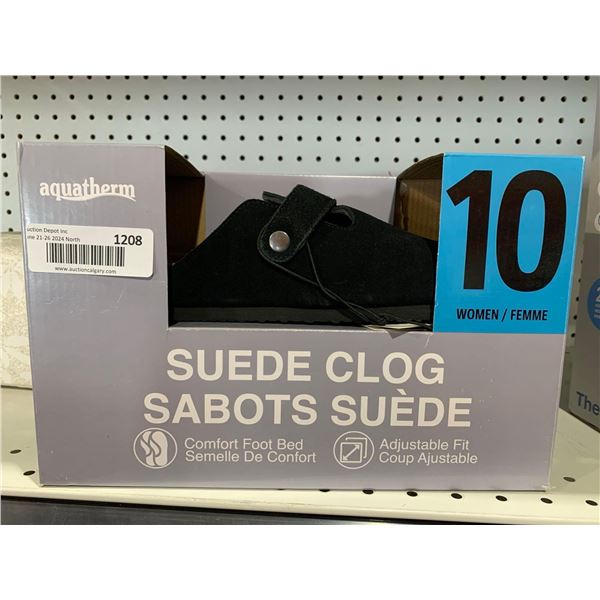 aquatherm
uction Depot Inc
ne 21-26 2024 North
1208
www.auctioncalgary.com
10
WOMEN / FEMME
SUEDE CLOG
SABOTS SUÈDE
Comfort Foot Bed
Semelle De Confort
Adjustable Fit
Coup Ajustable
The